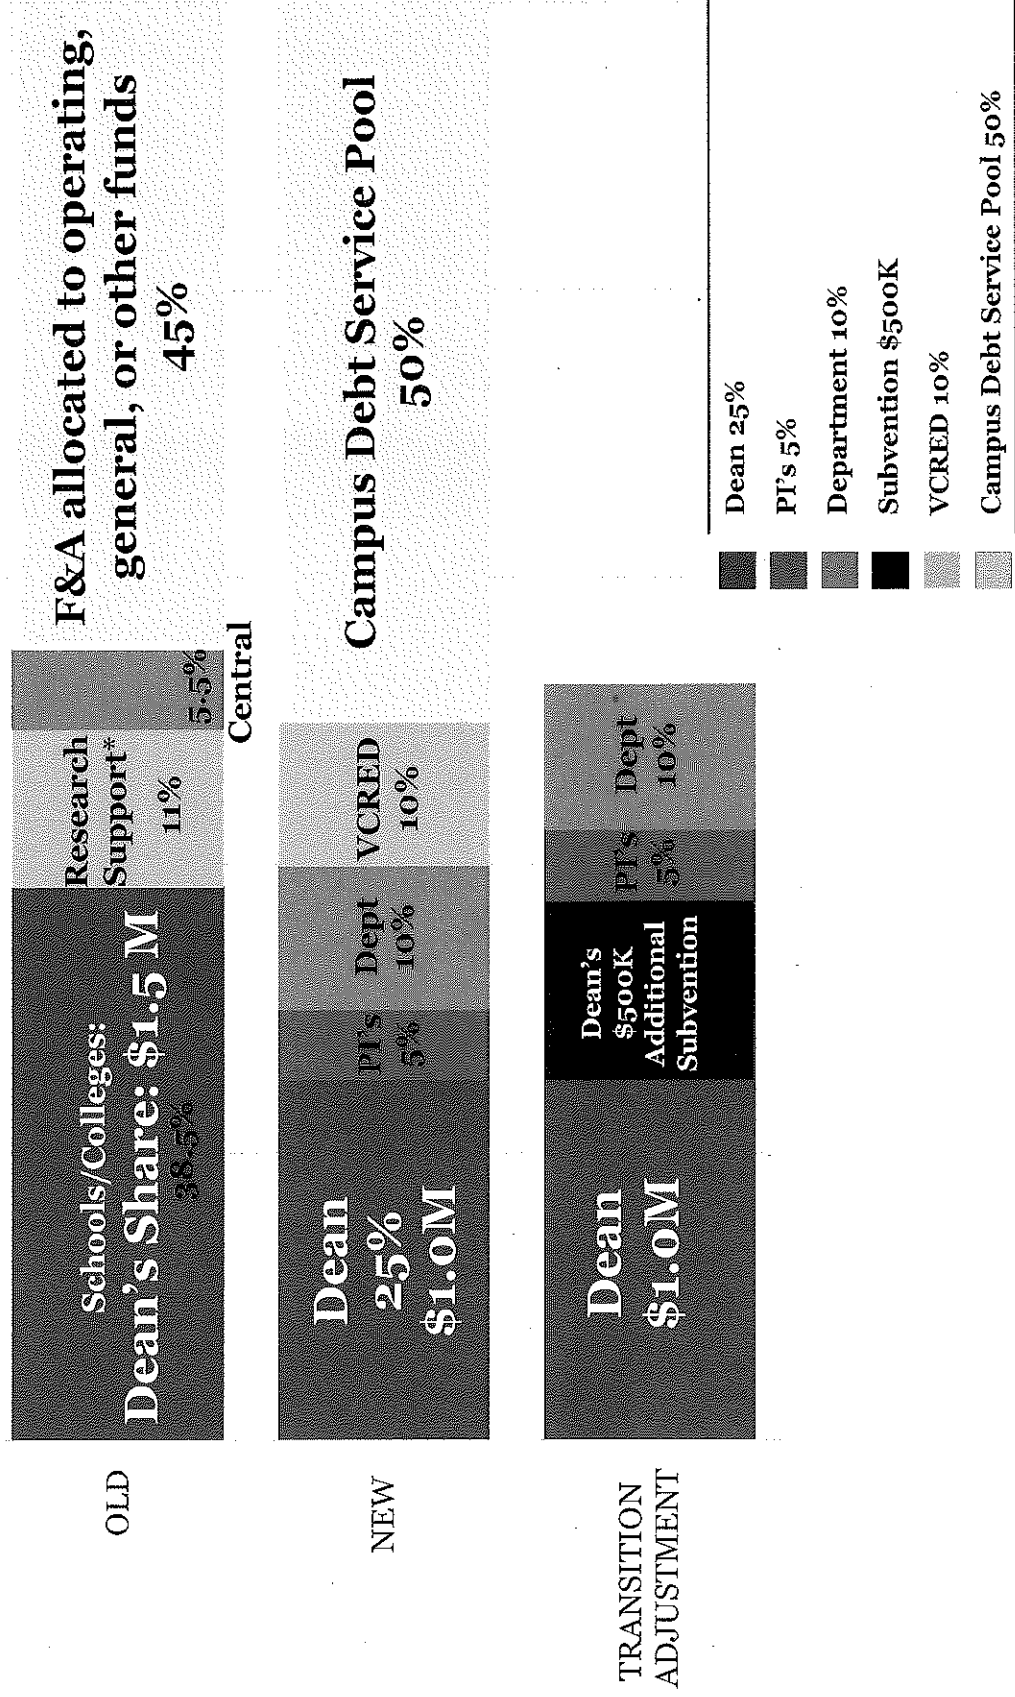 OLD
Schools/Colleges:
Dean's Share: $1.5 M
38.5%
Research
Support*
11%
5.5%
Central
F&A allocated to operating,
general, or other funds
45%
NEW
Dean
25%
$1.0M
PI's
5%
Dept
10%
VCRED
10%
Campus Debt Service Pool
50%
TRANSITION
ADJUSTMENT
Dean
$1.0M
Dean's
$500K
Additional
Subvention
PI's
5%
Dept
10%
Dean 25%
PI's 5%
Department 10%
Subvention $500K
VCRED 10%
Campus Debt Service Pool 50%